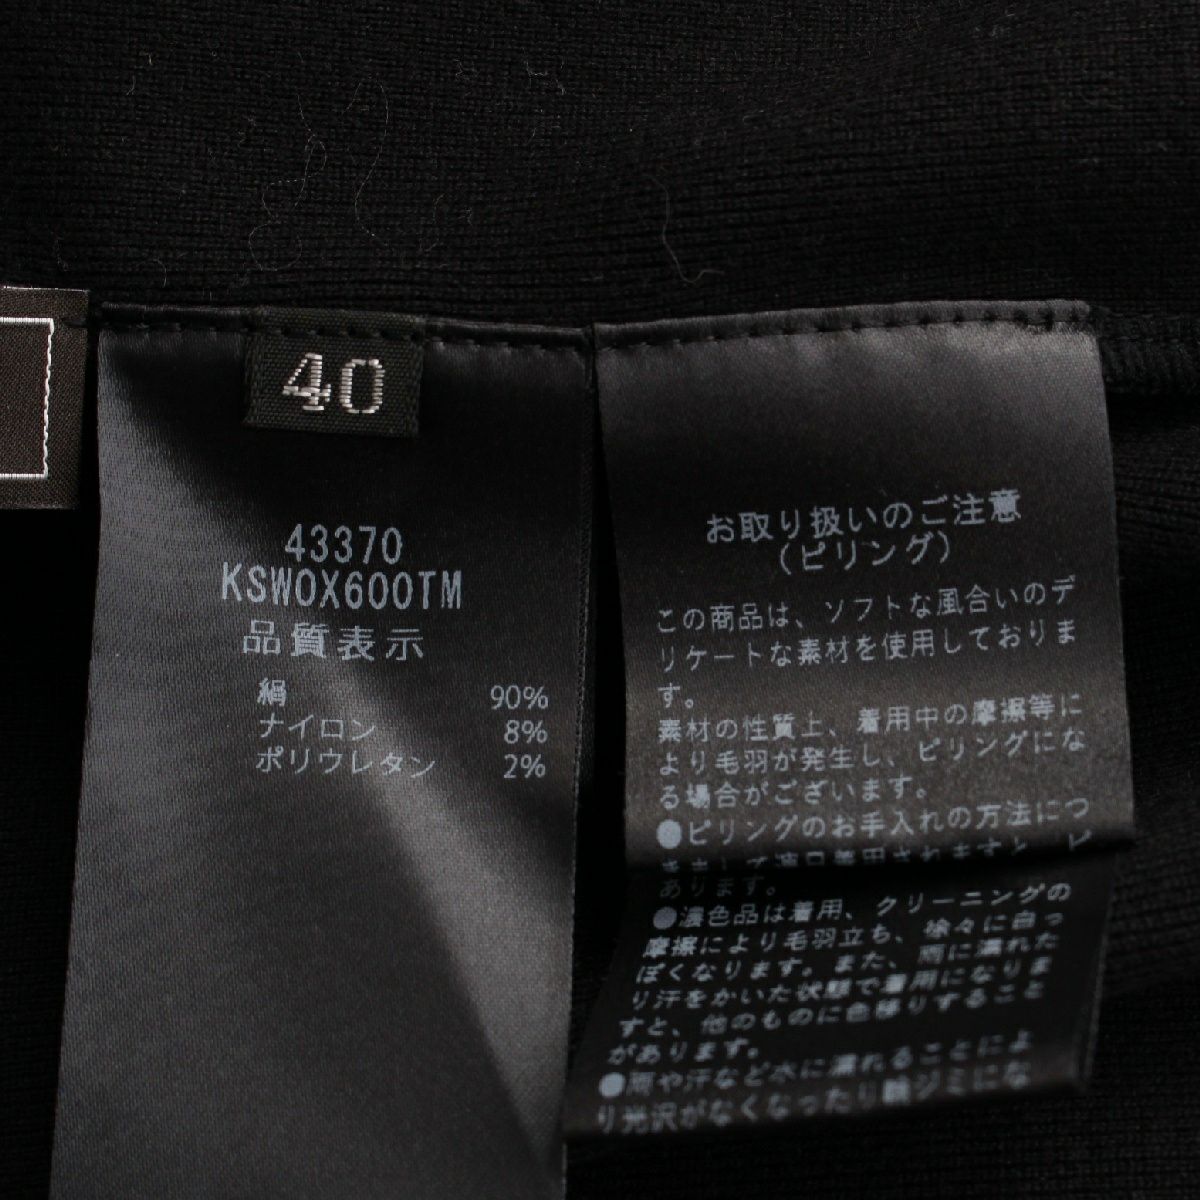 40
43370
KSWOX600TM
品質表示
絹 90%
ナイロン 8%
ポリウレタン 2%
お取り扱いのご注意
(ピリング)
この商品は、ソフトな風合いのデ
リケートな素材を使用しておりま
す。
素材の性質上、着用中の摩擦等に
より毛羽が発生し、ピリングにな
る場合がございます。
●ピリングのお手入れの方法につ
あります。
●濃色品は着用、クリーニングの
摩擦により毛羽立ち、徐々に白っ
ぽくなります。また、雨に濡れた
り汗をかいた状態で着用になりま
すと、他のものに色移りすること
があります。
●雨や汗など水に濡れることによ
り光沢がなくなったり輪ジミにな